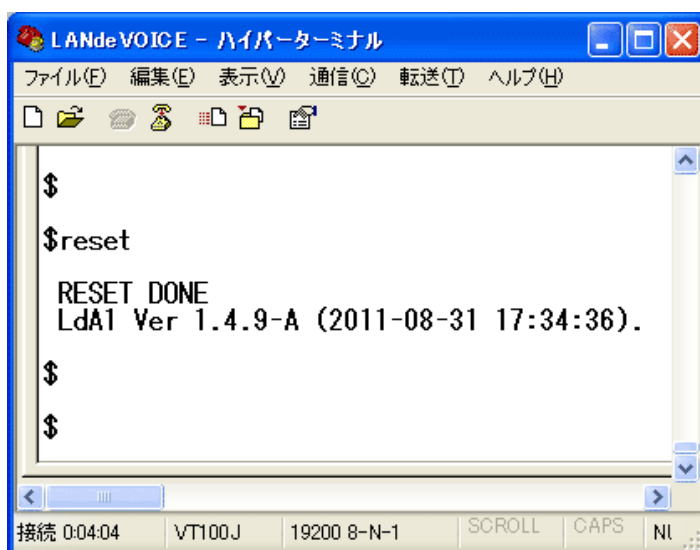 LANdeVOICE - ハイパーターミナル
ファイル(F) 編集(E) 表示(V) 通信(C) 転送(T) ヘルプ(H)
$
$reset
RESET DONE
LdA1 Ver 1.4.9-A (2011-08-31 17:34:36).
$
$
接続 0:04:04 VT100J 19200 8-N-1 SCROLL CAPS NU